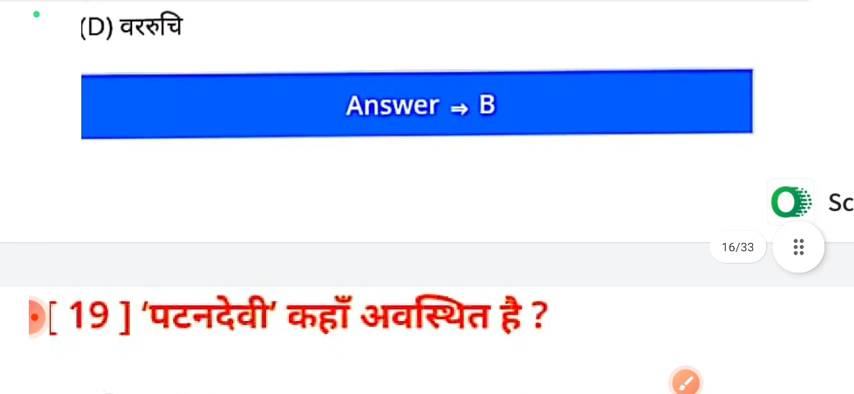 (D) वररुचि
Answer ⇒ B
Sc
16/33
[ 19 ] ‘पटनदेवी’ कहाँ अवस्थित है ?